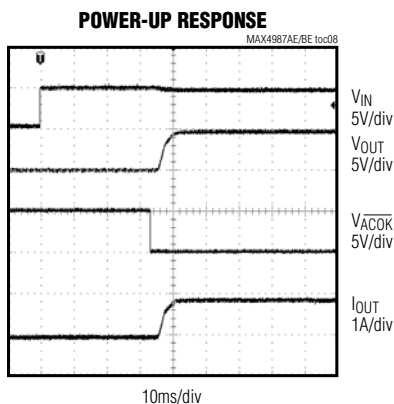 POWER-UP RESPONSE
MAX4987AE/BE toc08
VIN
5V/div
VOUT
5V/div
VACOK
5V/div
IOUT
1A/div
10ms/div